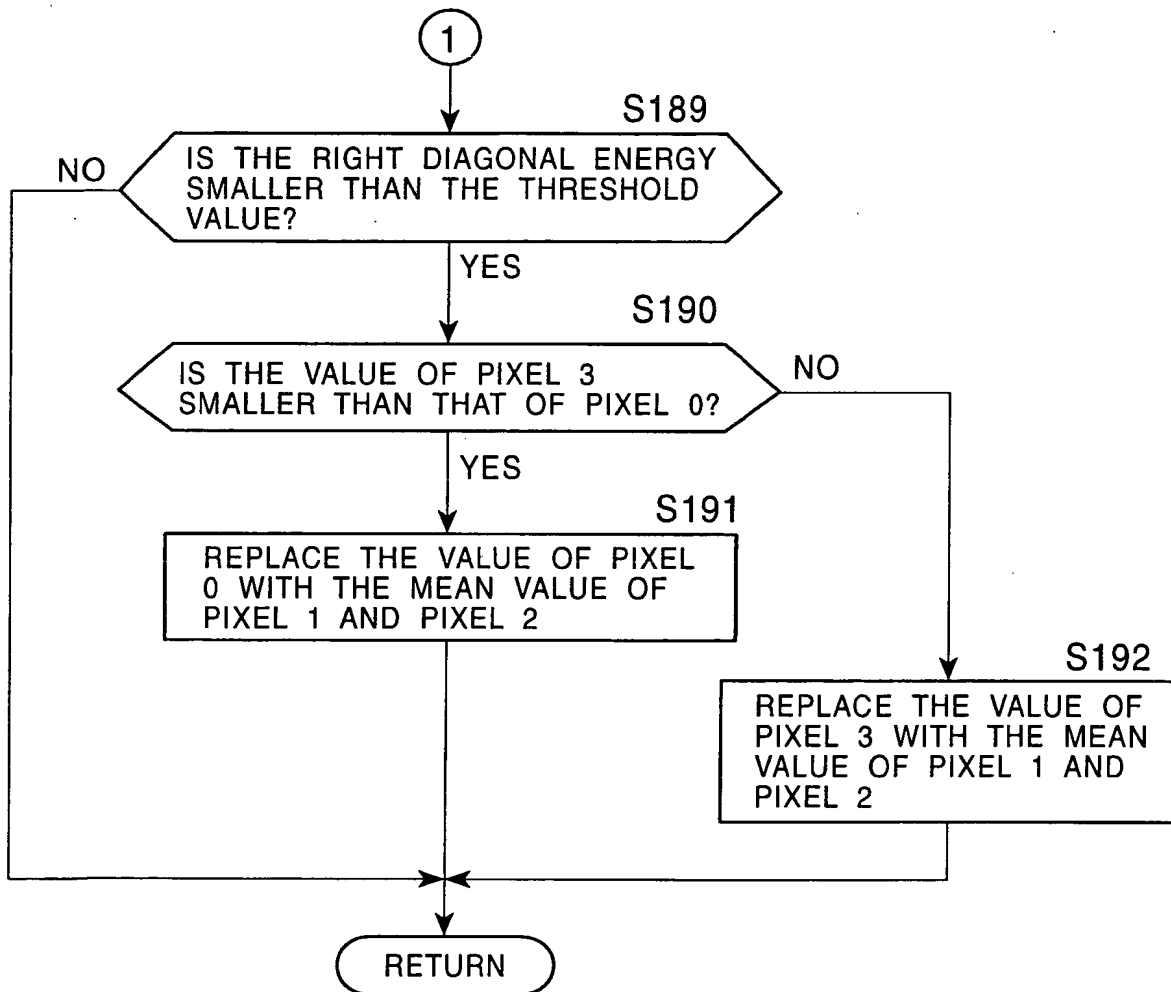 1
S189
NO
IS THE RIGHT DIAGONAL ENERGY
SMALLER THAN THE THRESHOLD
VALUE?
YES
S190
IS THE VALUE OF PIXEL 3
SMALLER THAN THAT OF PIXEL 0?
NO
YES
S191
REPLACE THE VALUE OF PIXEL
0 WITH THE MEAN VALUE OF
PIXEL 1 AND PIXEL 2
S192
REPLACE THE VALUE OF
PIXEL 3 WITH THE MEAN
VALUE OF PIXEL 1 AND
PIXEL 2
RETURN